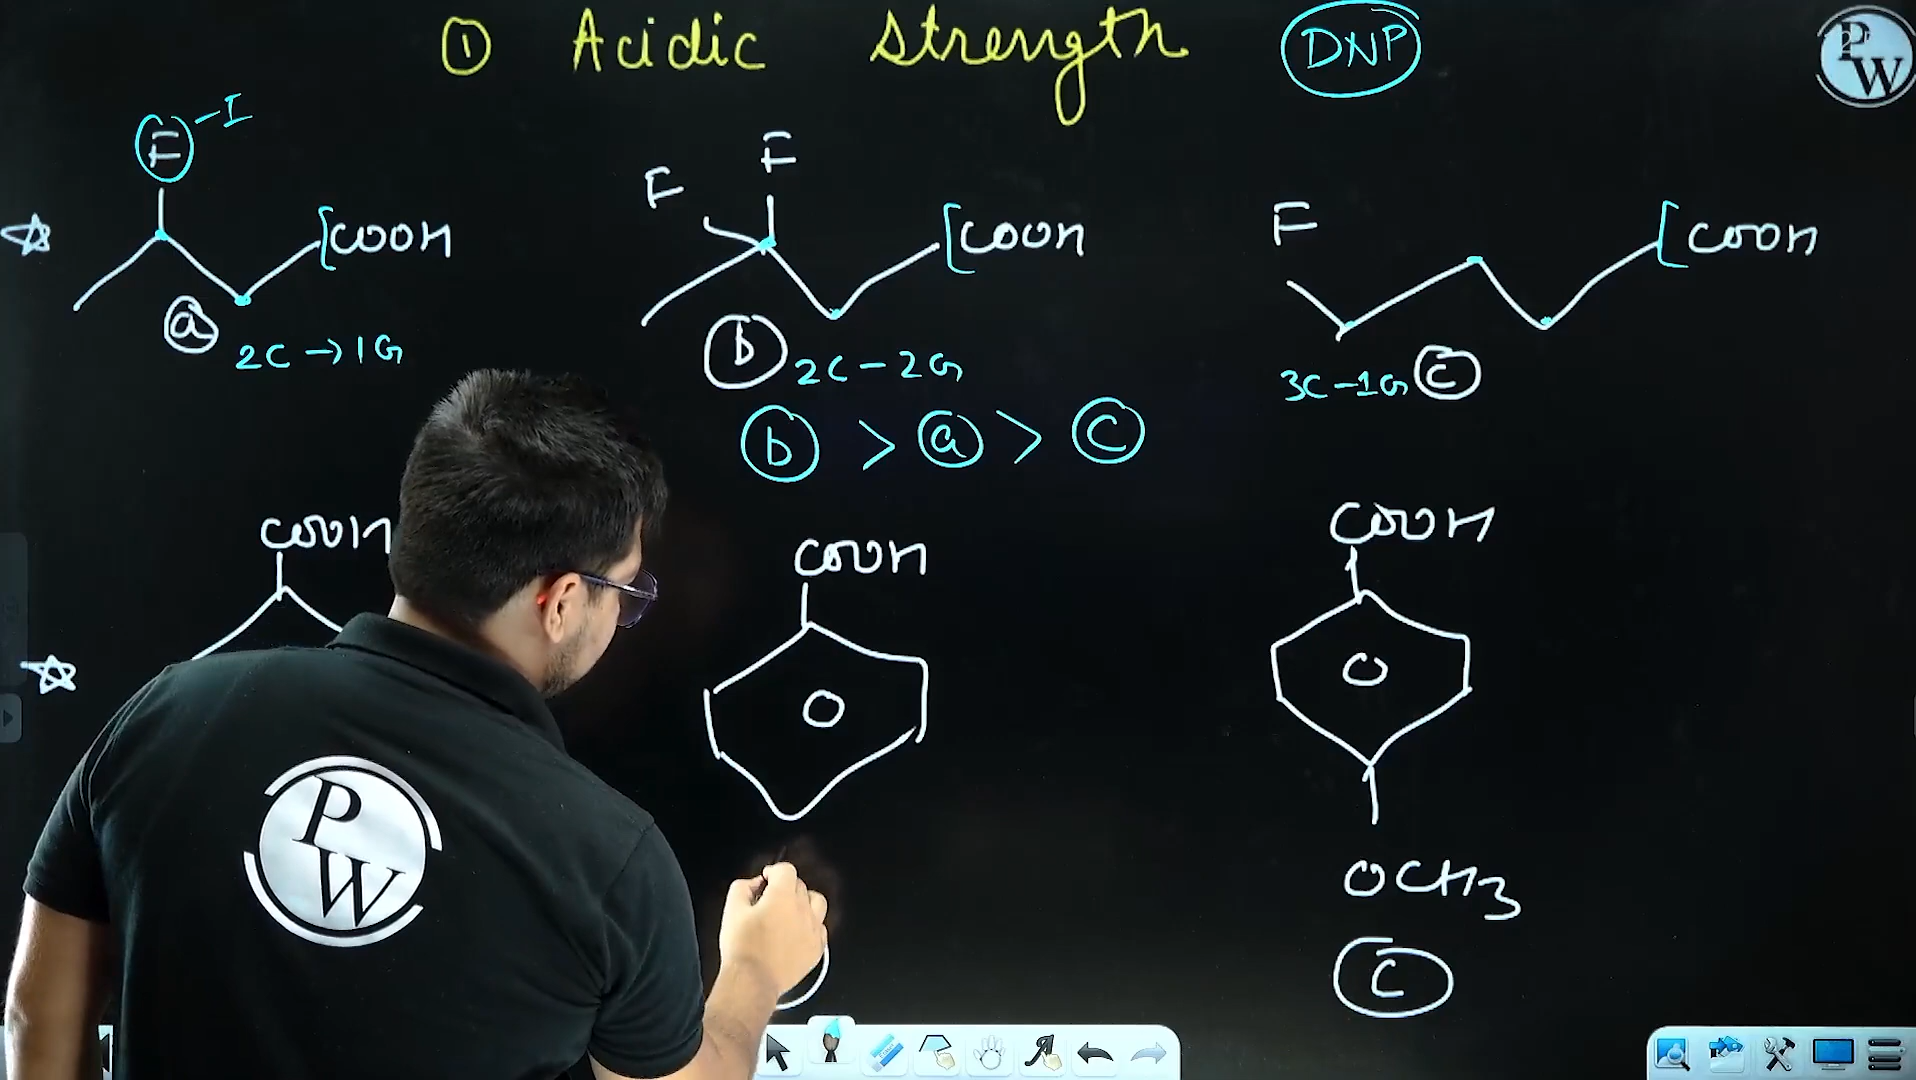 ① Acidic Strength DNP
PW
F -I
F F
F
COOH
COOH
COOH
a 2C → 1G
b 2C - 2G
3C - 1G c
b > a > c
COOH
COOH
COOH
OCH3
C
PW